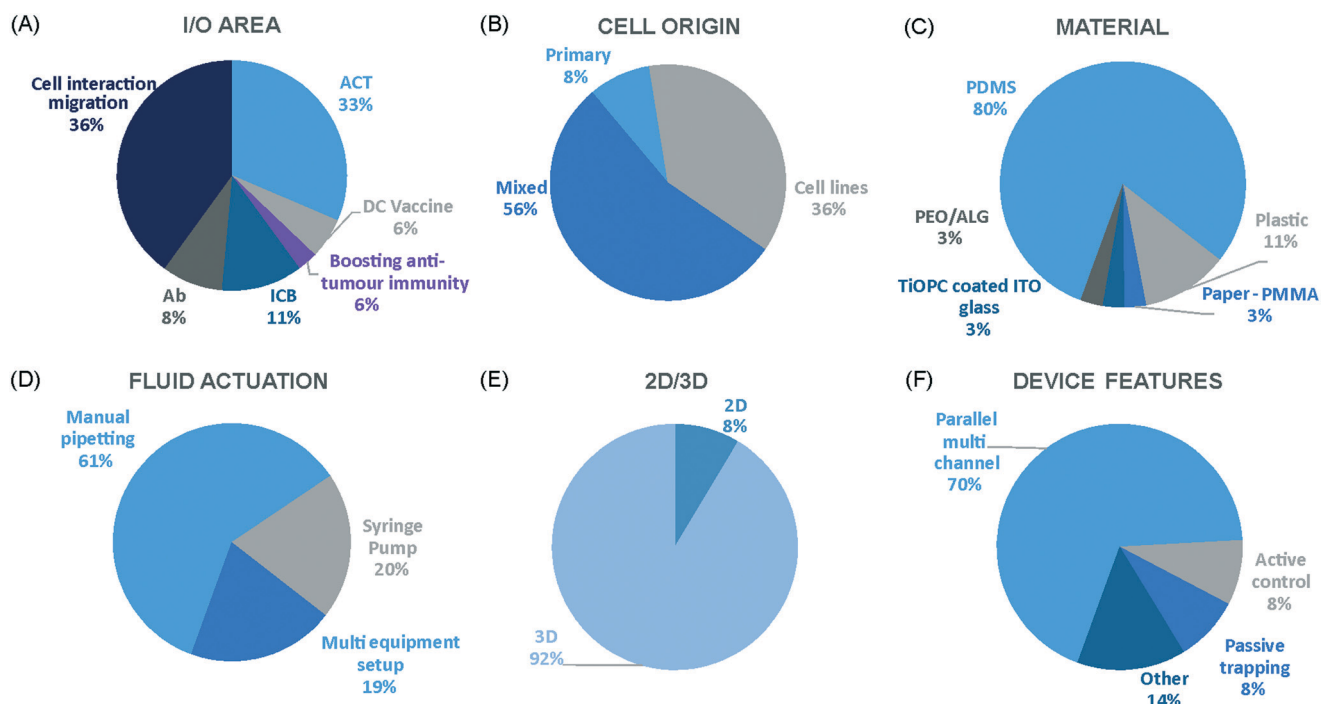 (A) I/O AREA
Cell interaction
migration
36%
ACT
33%
DC Vaccine
6%
Boosting anti-
tumour immunity
6%
ICB
11%
Ab
8%
(B) CELL ORIGIN
Primary
8%
Mixed
56%
Cell lines
36%
(C) MATERIAL
PDMS
80%
PEO/ALG
3%
TiOPC coated ITO
glass
3%
Plastic
11%
Paper-PMMA
3%
(D) FLUID ACTUATION
Manual
pipetting
61%
Syringe
Pump
20%
Multi equipment
setup
19%
(E) 2D/3D
2D
8%
3D
92%
(F) DEVICE FEATURES
Parallel
multi
channel
70%
Active
control
8%
Passive
trapping
8%
Other
14%